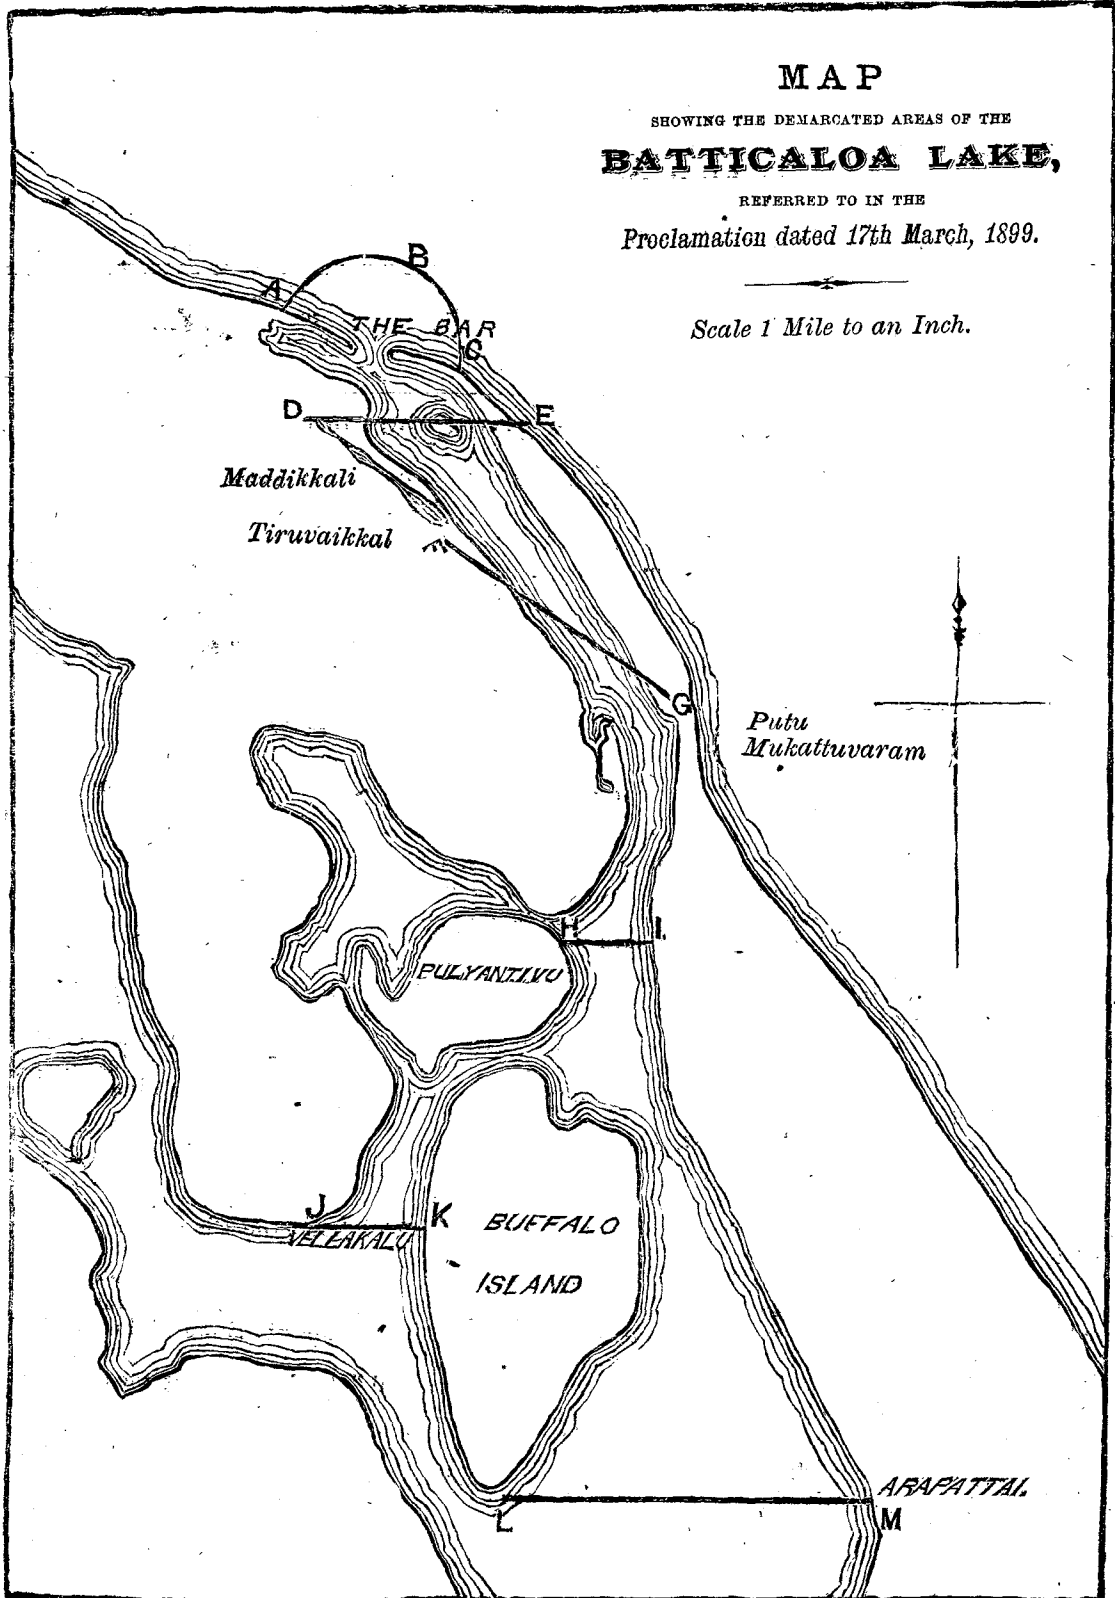 MAP
SHOWING THE DEMARCATED AREAS OF THE
BATTICALOA LAKE,
REFERRED TO IN THE
Proclamation dated 17th March, 1899.
Scale 1 Mile to an Inch.
A
B
THE BAR
C
D
E
Maddikkali
Tiruvaikkal
F
G
Putu
Mukattuvaram
H
I.
PULYANTIVU
J
K
VELLAKALU
BUFFALO
ISLAND
L
ARAPATTAI.
M